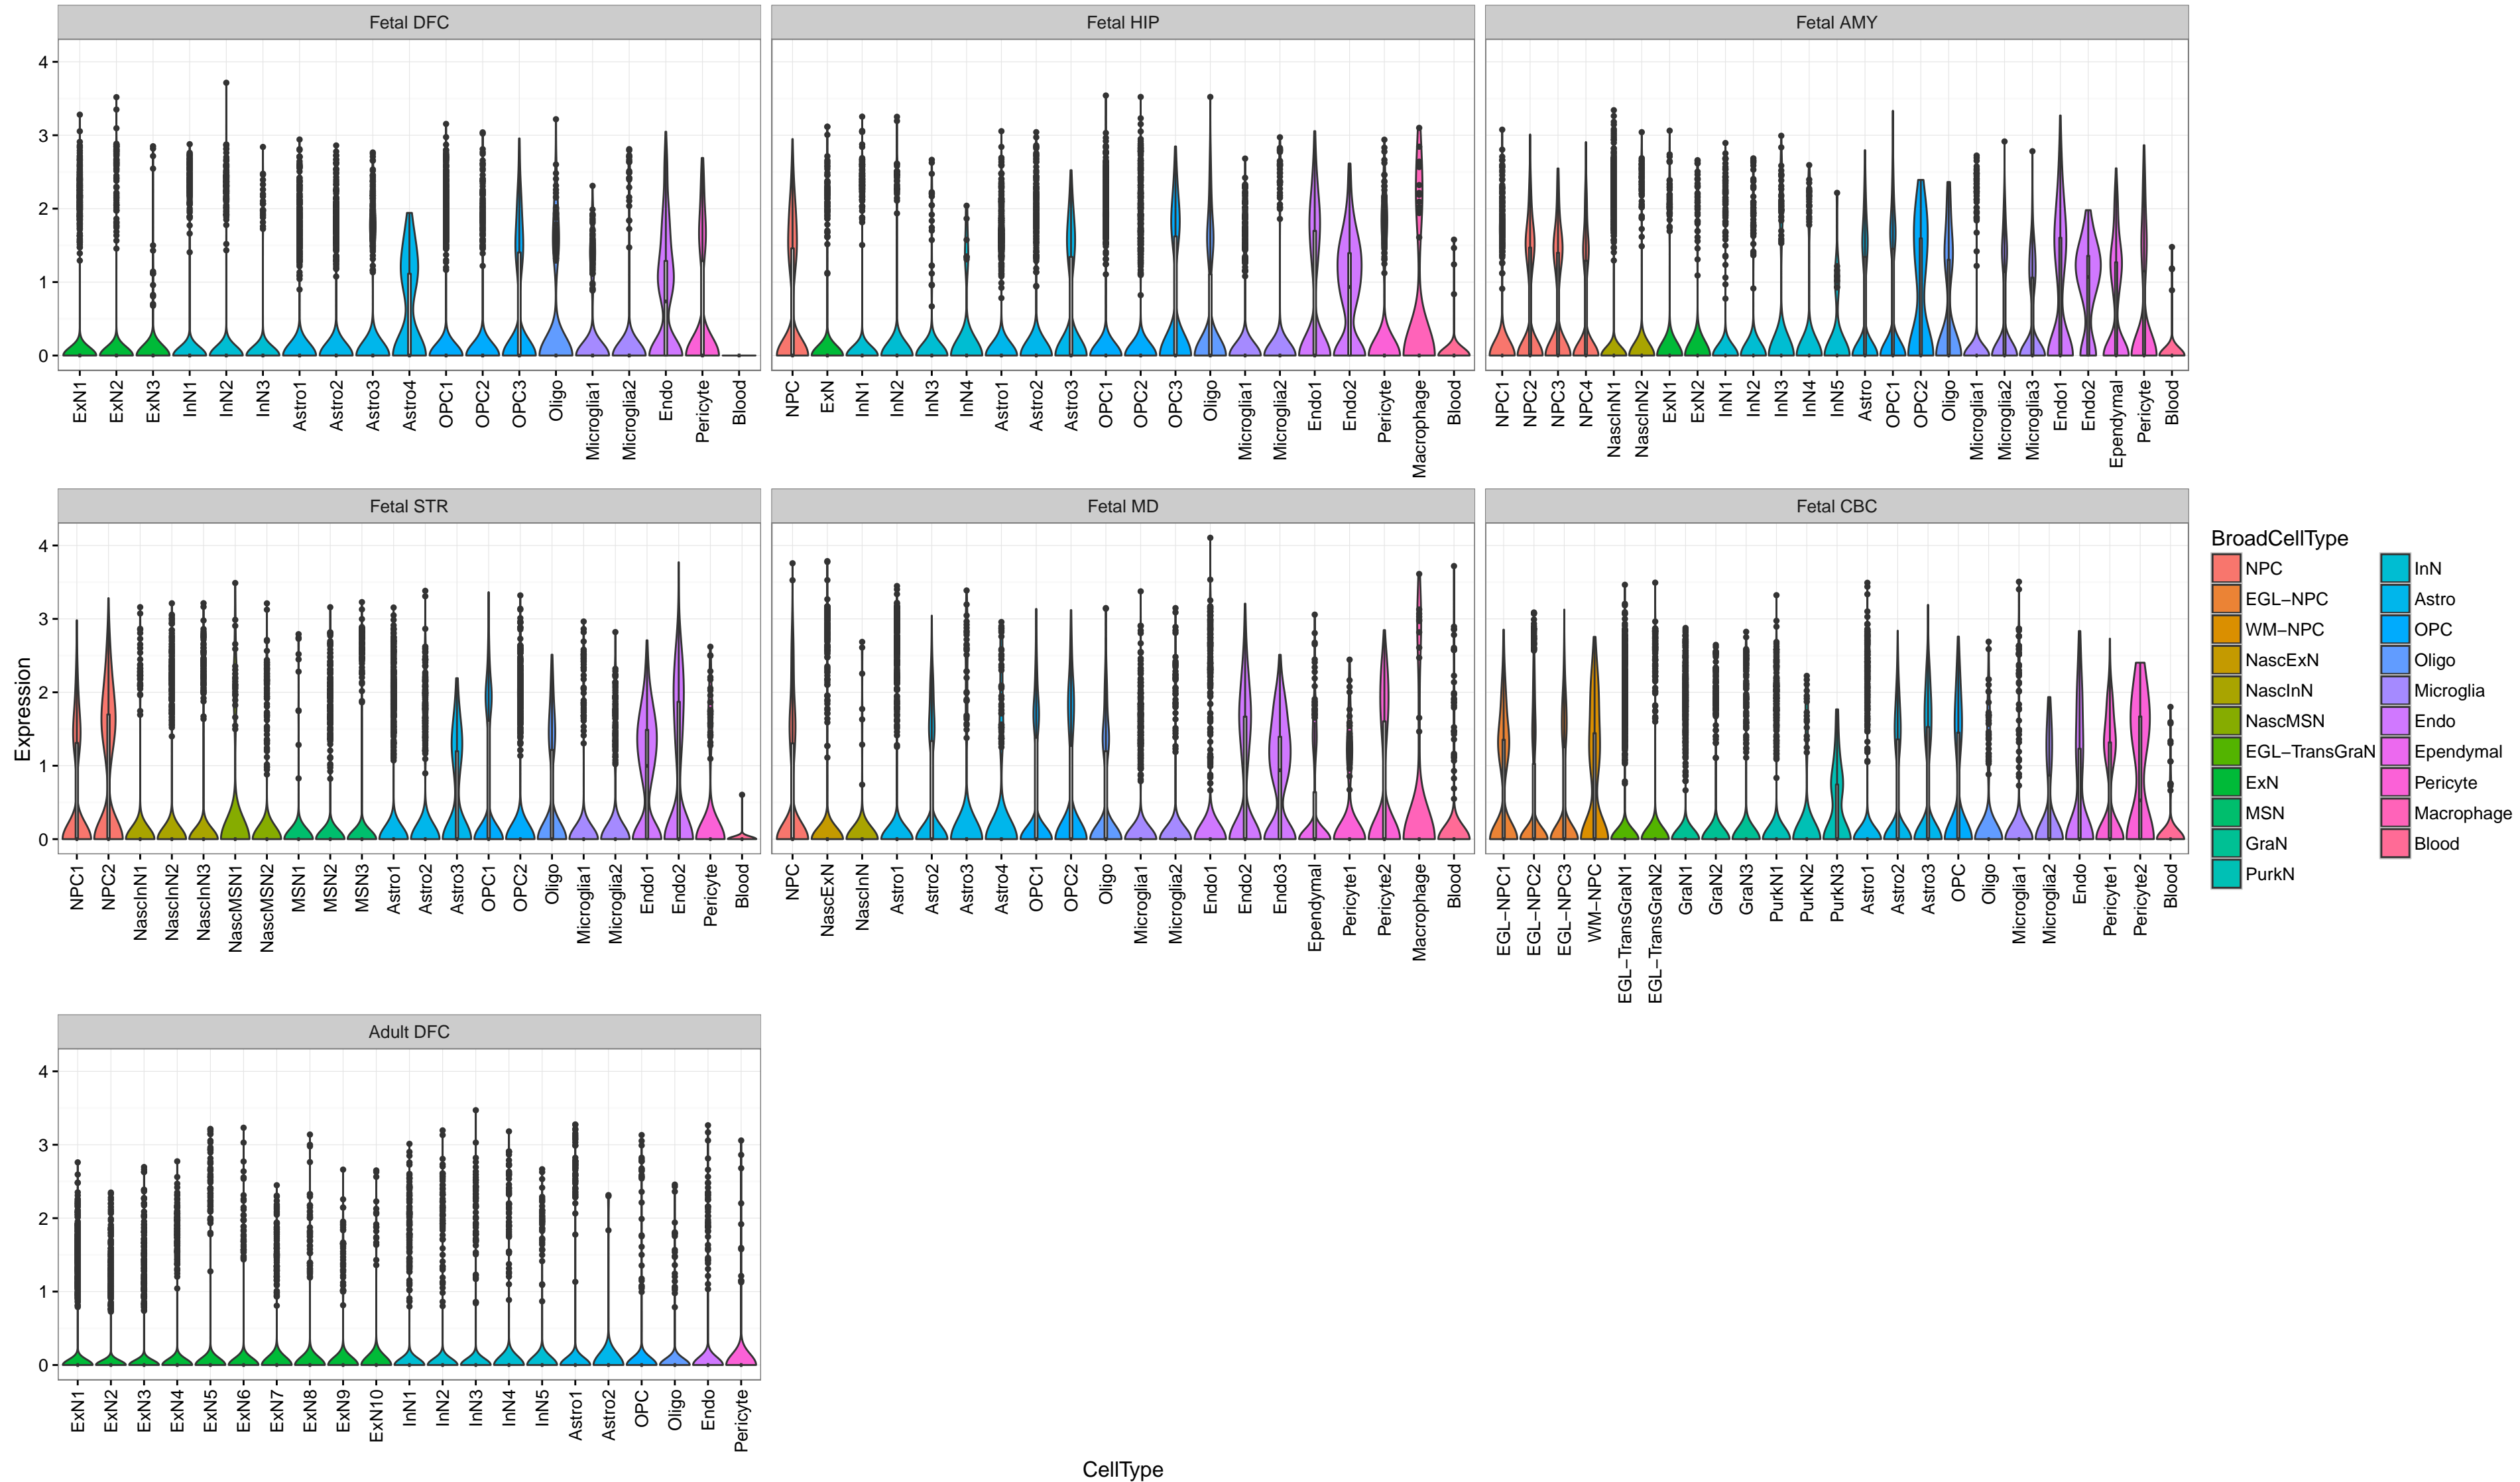 Fetal DFC Fetal HIP Fetal AMY
4
3
2
1
0
ExN1 ExN2 ExN3 InN1 InN2 InN3 Astro1 Astro2 Astro3 Astro4 OPC1 OPC2 OPC3 Oligo Microglia1 Microglia2 Endo Pericyte Blood
NPC ExN InN1 InN2 InN3 InN4 Astro1 Astro2 Astro3 OPC1 OPC2 OPC3 Oligo Microglia1 Microglia2 Endo1 Endo2 Pericyte Macrophage Blood
NPC1 NPC2 NPC3 NPC4 NascInN1 NascInN2 ExN1 ExN2 InN1 InN2 InN3 InN4 InN5 Astro OPC1 OPC2 Oligo Microglia1 Microglia2 Microglia3 Endo1 Endo2 Ependymal Pericyte Blood
Fetal STR Fetal MD Fetal CBC
Expression
4
3
2
1
0
NPC1 NPC2 NascInN1 NascInN2 NascInN3 NascMSN1 NascMSN2 MSN1 MSN2 MSN3 Astro1 Astro2 Astro3 OPC1 OPC2 Oligo Microglia1 Microglia2 Endo1 Endo2 Pericyte Blood
NPC NascExN NascInN Astro1 Astro2 Astro3 Astro4 OPC1 OPC2 Oligo Microglia1 Microglia2 Endo1 Endo2 Endo3 Ependymal Pericyte1 Pericyte2 Macrophage Blood
EGL−NPC1 EGL−NPC2 EGL−NPC3 WM−NPC EGL−TransGraN1 EGL−TransGraN2 GraN1 GraN2 GraN3 PurkN1 PurkN2 PurkN3 Astro1 Astro2 Astro3 OPC Oligo Microglia1 Microglia2 Endo Pericyte1 Pericyte2 Blood
BroadCellType
NPC InN
EGL−NPC Astro
WM−NPC OPC
NascExN Oligo
NascInN Microglia
NascMSN Endo
EGL−TransGraN Ependymal
ExN Pericyte
MSN Macrophage
GraN Blood
PurkN
Adult DFC
4
3
2
1
0
ExN1 ExN2 ExN3 ExN4 ExN5 ExN6 ExN7 ExN8 ExN9 ExN10 InN1 InN2 InN3 InN4 InN5 Astro1 Astro2 OPC Oligo Endo Pericyte
CellType